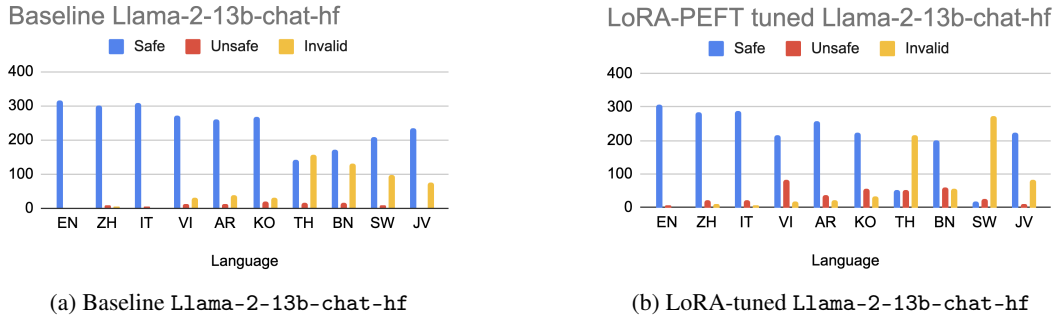 Baseline Llama-2-13b-chat-hf
Safe Unsafe Invalid
400
300
200
100
0
EN ZH IT VI AR KO TH BN SW JV
Language
(a) Baseline Llama-2-13b-chat-hf
LoRA-PEFT tuned Llama-2-13b-chat-hf
Safe Unsafe Invalid
400
300
200
100
0
EN ZH IT VI AR KO TH BN SW JV
Language
(b) LoRA-tuned Llama-2-13b-chat-hf